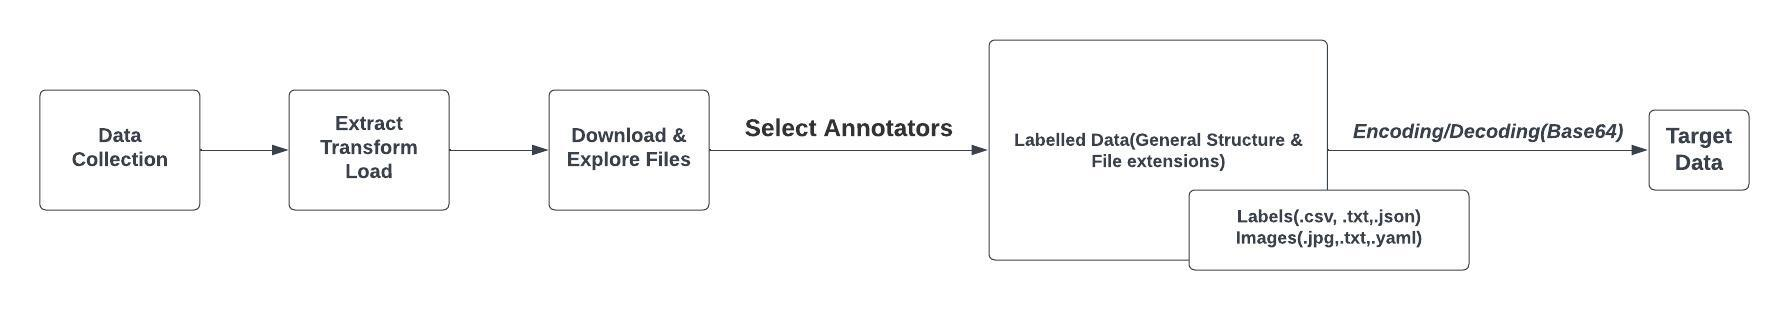 Data
Collection
Extract
Transform
Load
Download &
Explore Files
Select Annotators
Labelled Data(General Structure &
File extensions)
Labels(.csv, .txt,.json)
Images(.jpg,.txt,.yaml)
Encoding/Decoding(Base64)
Target
Data